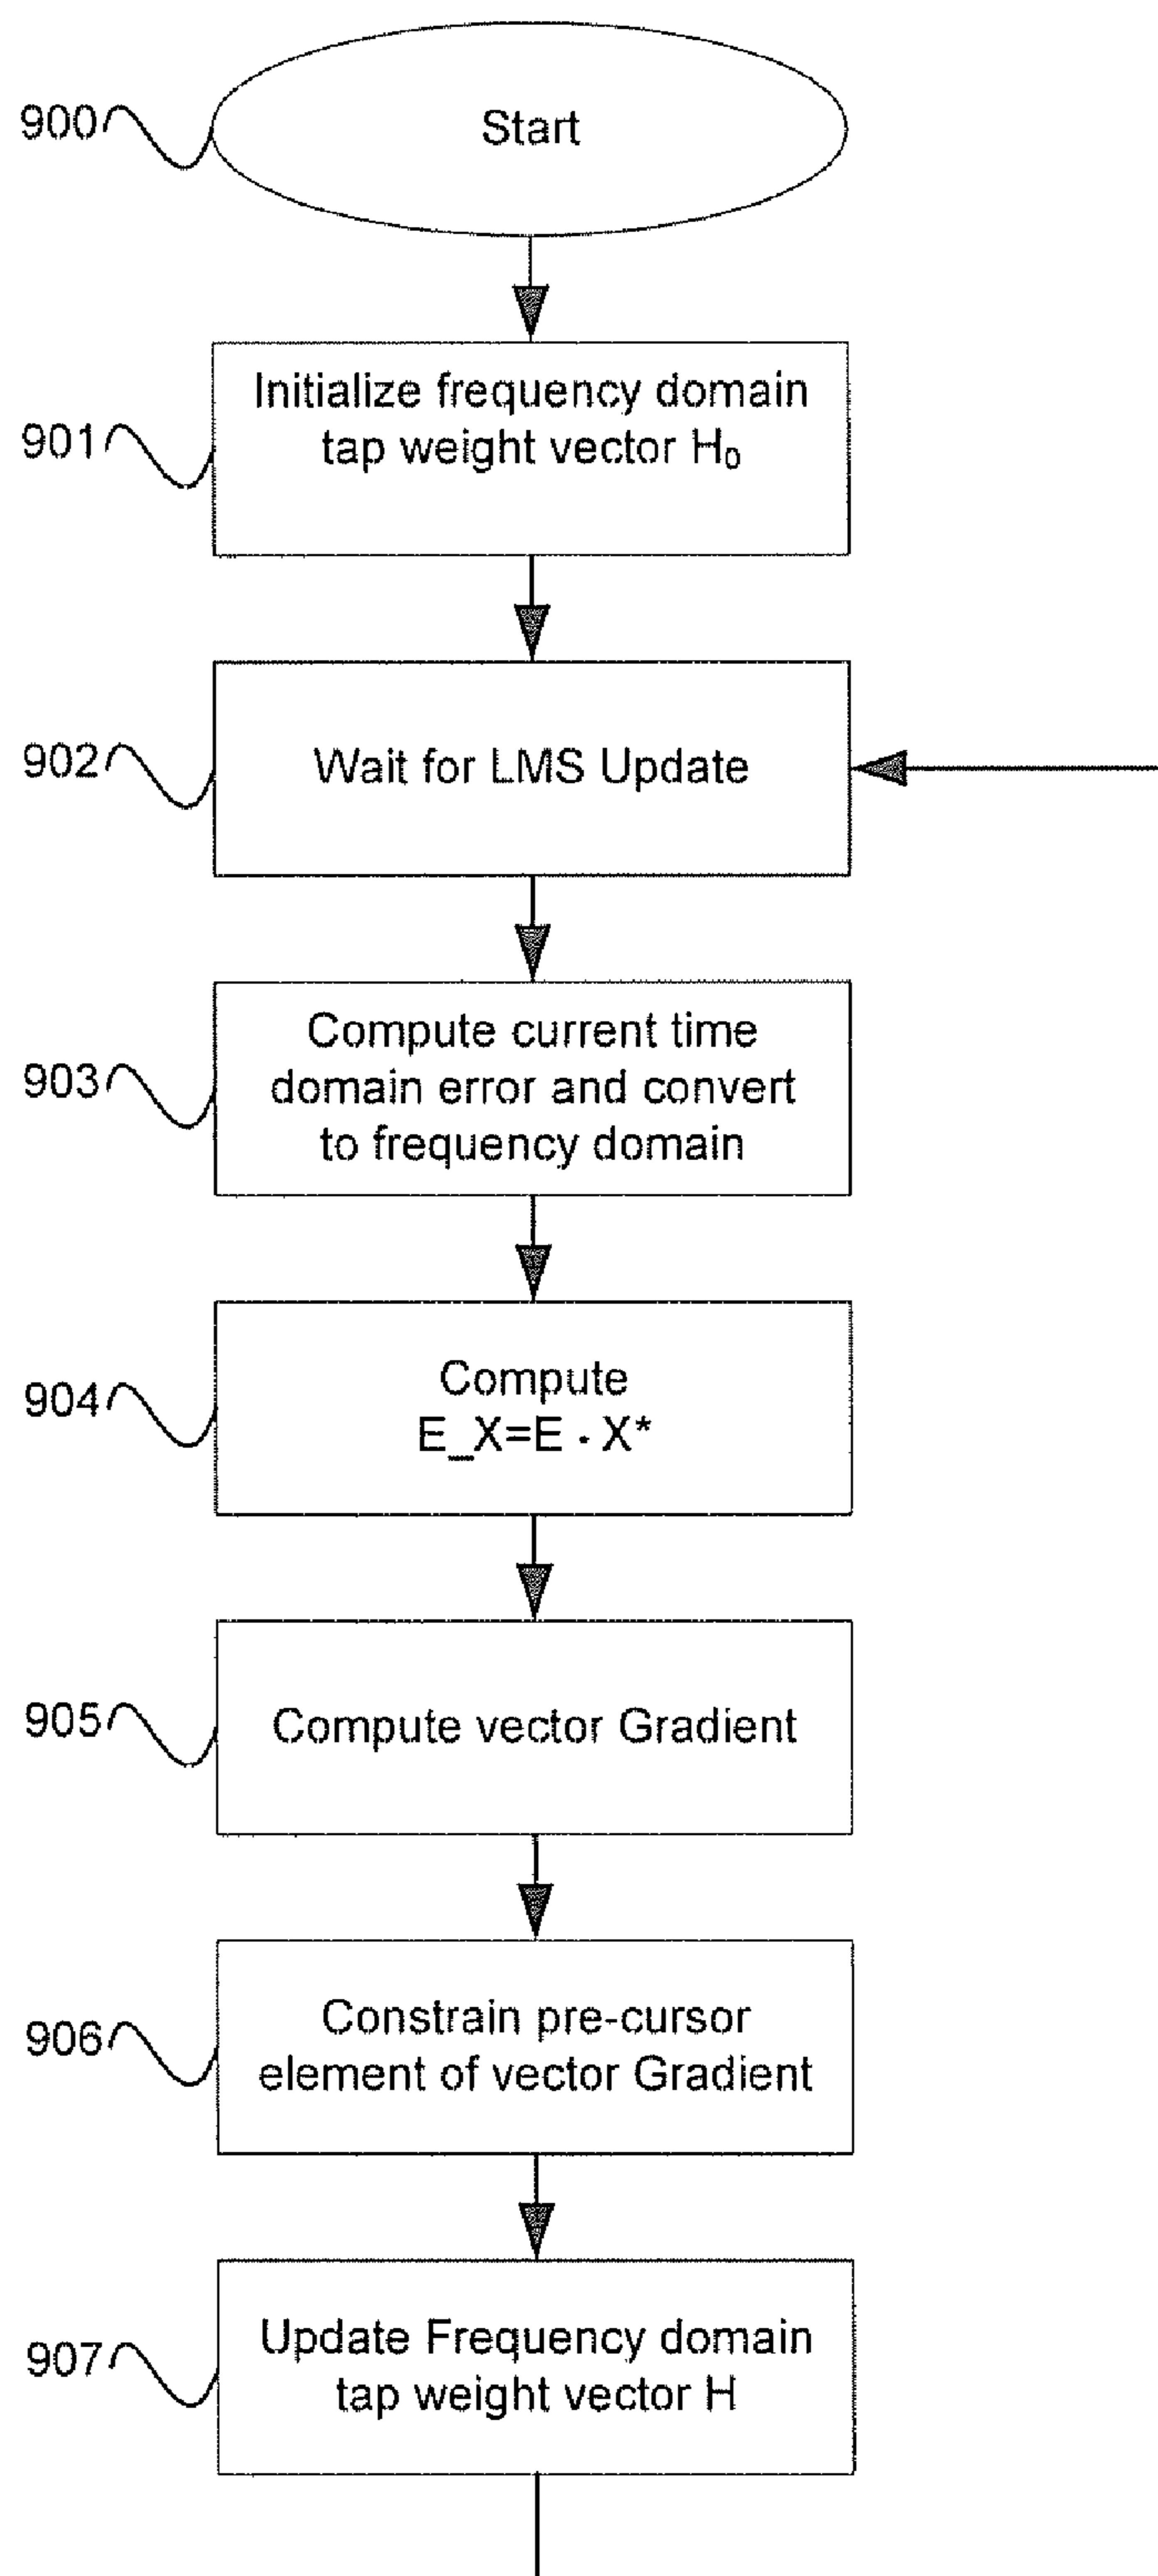 900
Start
901
Initialize frequency domain
tap weight vector H₀
902
Wait for LMS Update
903
Compute current time
domain error and convert
to frequency domain
904
Compute
E_X=E · X*
905
Compute vector Gradient
906
Constrain pre-cursor
element of vector Gradient
907
Update Frequency domain
tap weight vector H